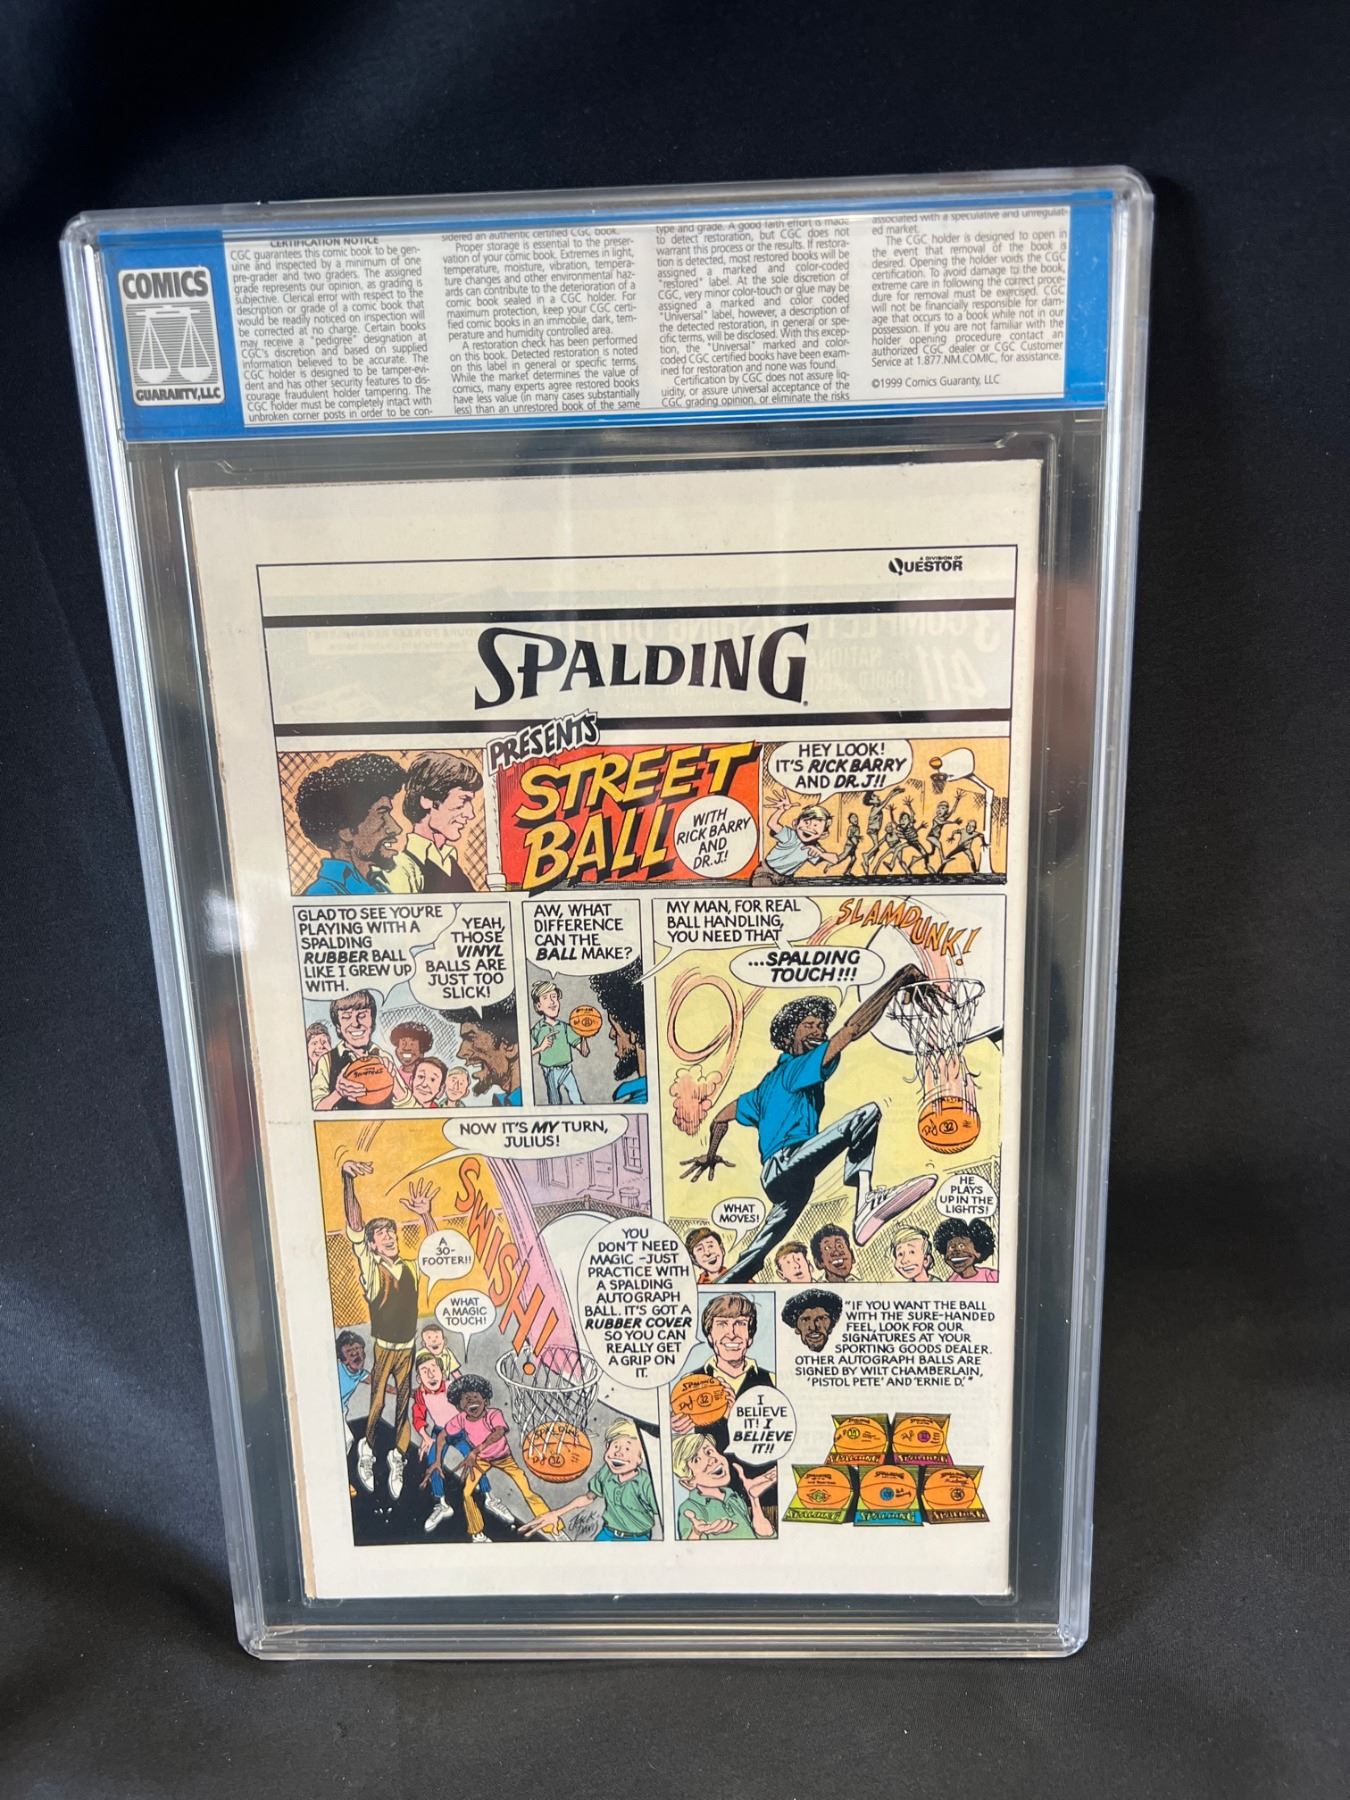 COMICS
GUARANTY, LLC
CERTIFICATION NOTICE
CGC guarantees this comic book to be gen-
uine and inspected by a minimum of one
pre-grader and two graders. The assigned
grade represents our opinion, as grading is
subjective. Clerical error with respect to the
description or grade of a comic book that
would be readily noticed on inspection will
be corrected at no charge. Certain books
may receive a "pedigree" designation at
CGC's discretion and based on supplied
information believed to be accurate. The
CGC holder is designed to be tamper-evi-
dent and has other security features to dis-
courage fraudulent holder tampering. The
CGC holder must be completely intact with
unbroken corner posts in order to be con-
sidered an authentic certified CGC book.
Proper storage is essential to the preser-
vation of your comic book. Extremes in light,
temperature, moisture, vibration, tempera-
ture changes and other environmental haz-
ards can contribute to the deterioration of a
comic book sealed in a CGC holder. For
maximum protection, keep your CGC certi-
fied comic books in an immobile, dark, tem-
perature and humidity controlled area.
A restoration check has been performed
on this book. Detected restoration is noted
on this label in general or specific terms.
While the market determines the value of
comics, many experts agree restored books
have less value (in many cases substantially
less) than an unrestored book of the same
type and grade. A good faith effort is made
to detect restoration, but CGC does not
warrant this process or the results. If restora-
tion is detected, most restored books will be
assigned a marked and color-coded
"restored" label. At the sole discretion of
CGC, very minor color-touch or glue may be
assigned a marked and color coded
"Universal" label, however, a description of
the detected restoration, in general or spe-
cific terms, will be disclosed. With this excep-
tion, the "Universal" marked and color-
coded CGC certified books have been exam-
ined for restoration and none was found.
Certification by CGC does not assure liq-
uidity, or assure universal acceptance of the
CGC grading opinion, or eliminate the risks
associated with a speculative and unregulat-
ed market.
The CGC holder is designed to open in
the event that removal of the book is
desired. Opening the holder voids the CGC
certification. To avoid damage to the book,
extreme care in following the correct proce-
dure for removal must be exercised. CGC
will not be financially responsible for dam-
age that occurs to a book while not in our
possession. If you are not familiar with the
holder opening procedure contact an
authorized CGC dealer or CGC Customer
Service at 1.877.NM.COMIC, for assistance.
©1999 Comics Guaranty, LLC
A DIVISION OF
QUESTOR
SPALDING
PRESENTS
STREET
BALL
WITH
RICK BARRY
AND
DR. J.!
HEY LOOK!
IT'S RICK BARRY
AND DR. J!!
GLAD TO SEE YOU'RE
PLAYING WITH A
SPALDING
RUBBER BALL
LIKE I GREW UP
WITH.
YEAH,
THOSE
VINYL
BALLS ARE
JUST TOO
SLICK!
AW, WHAT
DIFFERENCE
CAN THE
BALL MAKE?
MY MAN, FOR REAL
BALL HANDLING,
YOU NEED THAT
...SPALDING
TOUCH!!!
SLAMDUNK!
WHAT
MOVES!
HE
PLAYS
UP IN THE
LIGHTS!
NOW IT'S MY TURN,
JULIUS!
SWISH!
A
30-
FOOTER!!
WHAT
A MAGIC
TOUCH!
YOU
DON'T NEED
MAGIC -JUST
PRACTICE WITH
A SPALDING
AUTOGRAPH
BALL. IT'S GOT A
RUBBER COVER
SO YOU CAN
REALLY GET
A GRIP ON
IT.
JACK
DAVIS
SPALDING
32
I
BELIEVE
IT! I
BELIEVE
IT!!
"IF YOU WANT THE BALL
WITH THE SURE-HANDED
FEEL, LOOK FOR OUR
SIGNATURES AT YOUR
SPORTING GOODS DEALER.
OTHER AUTOGRAPH BALLS ARE
SIGNED BY WILT CHAMBERLAIN,
'PISTOL PETE' AND 'ERNIE D.'"
SPALDING
SPALDING
SPALDING
SPALDING
SPALDING